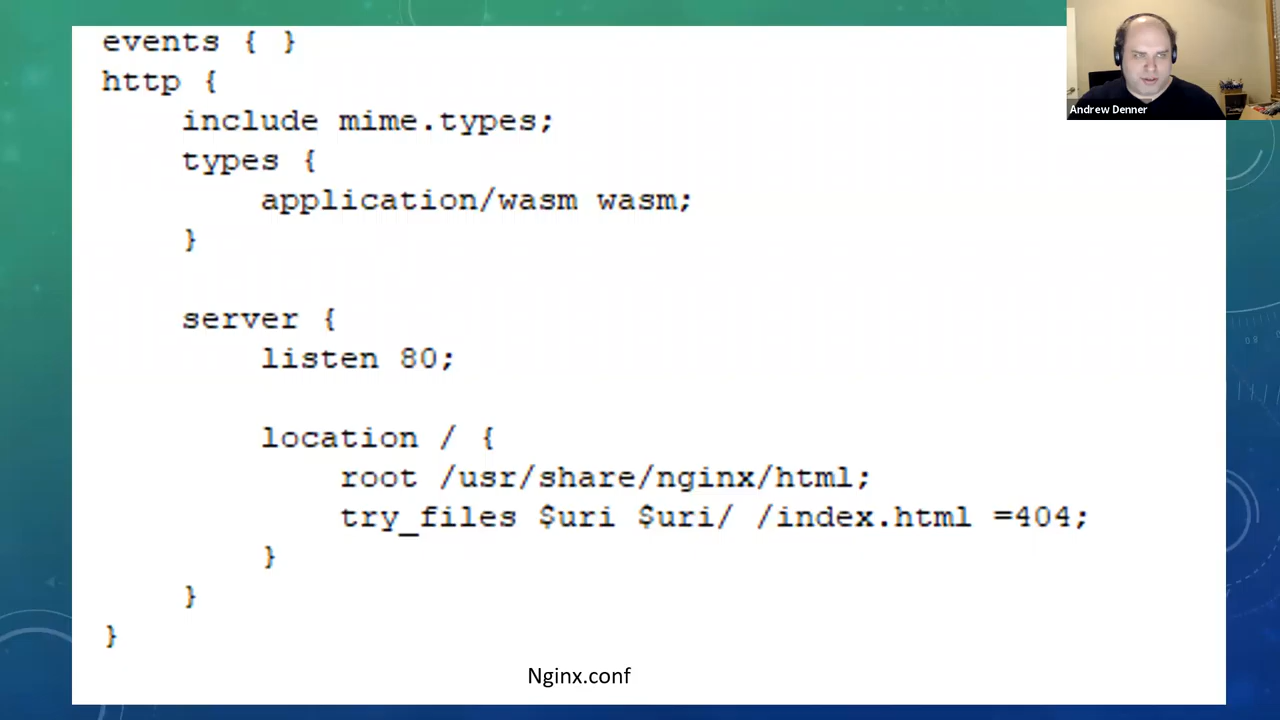 events { }
http {
include mime.types;
types {
application/wasm wasm;
}
server {
listen 80;
location / {
root /usr/share/nginx/html;
try_files $uri $uri/ /index.html =404;
}
}
}
Nginx.conf
Andrew Denner